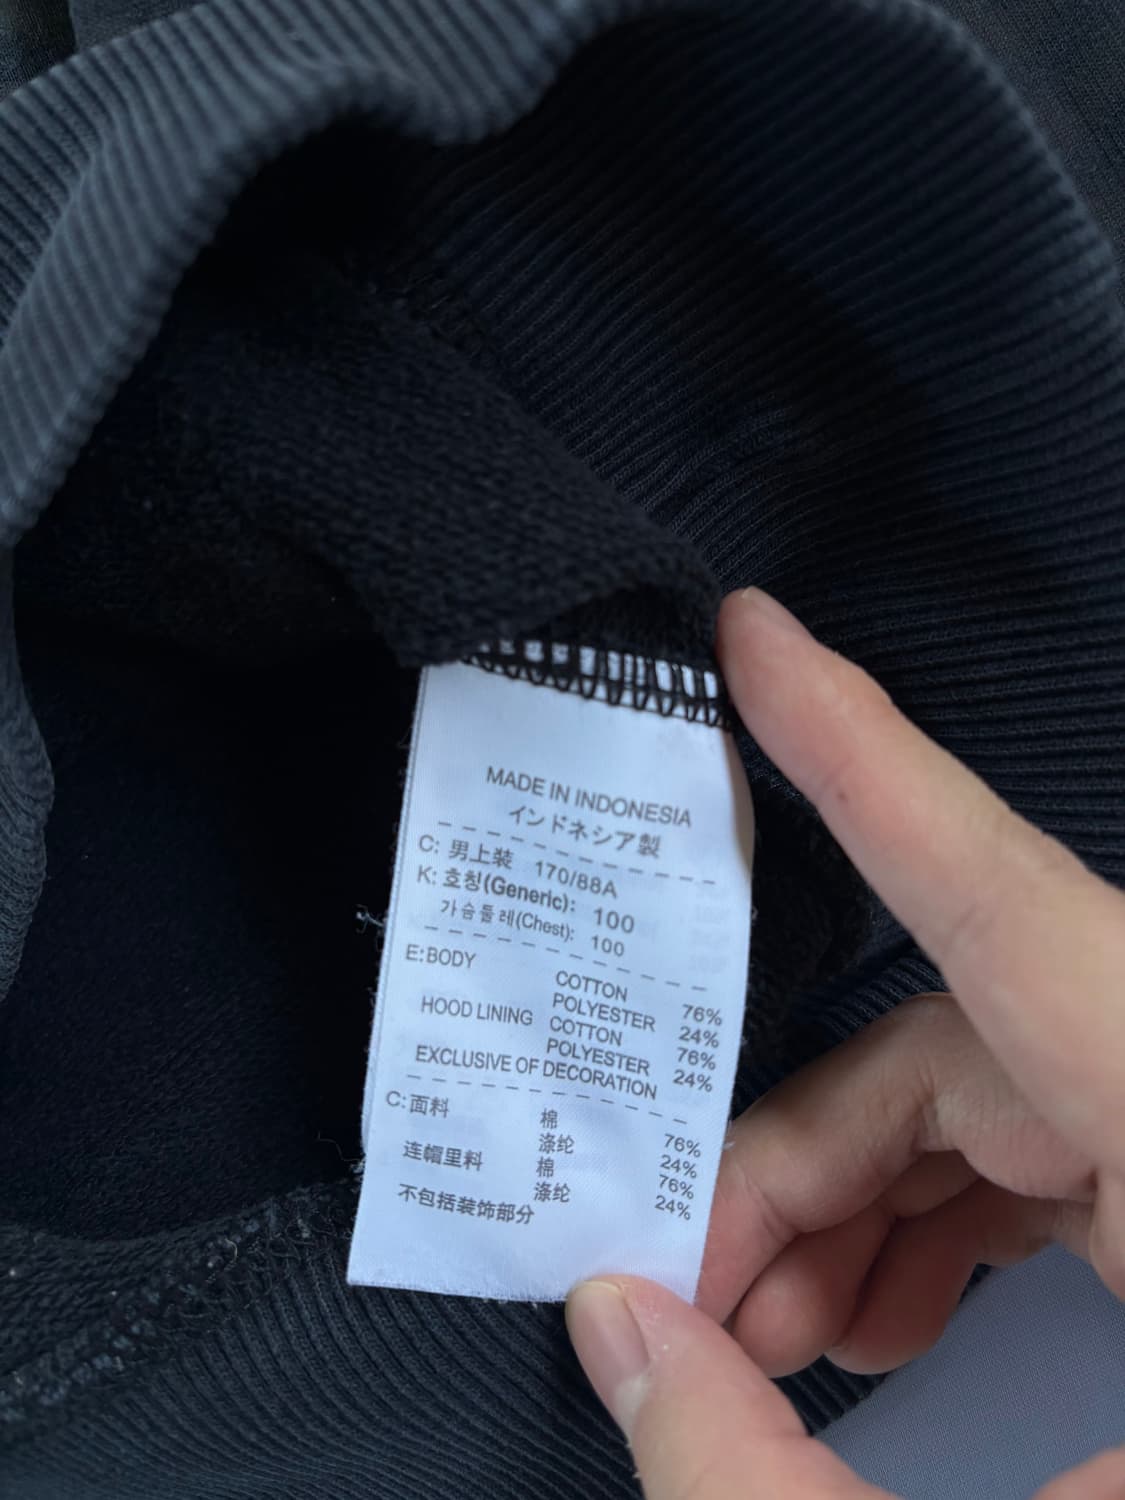 MADE IN INDONESIA
インドネシア製
C: 男上裝 170/88A
K: 호칭(Generic): 100
가슴둘레(Chest): 100
E:BODY COTTON 76%
POLYESTER 24%
HOOD LINING COTTON 76%
POLYESTER 24%
EXCLUSIVE OF DECORATION
C:面料 棉 76%
涤纶 24%
连帽里料 棉 76%
涤纶 24%
不包括装饰部分